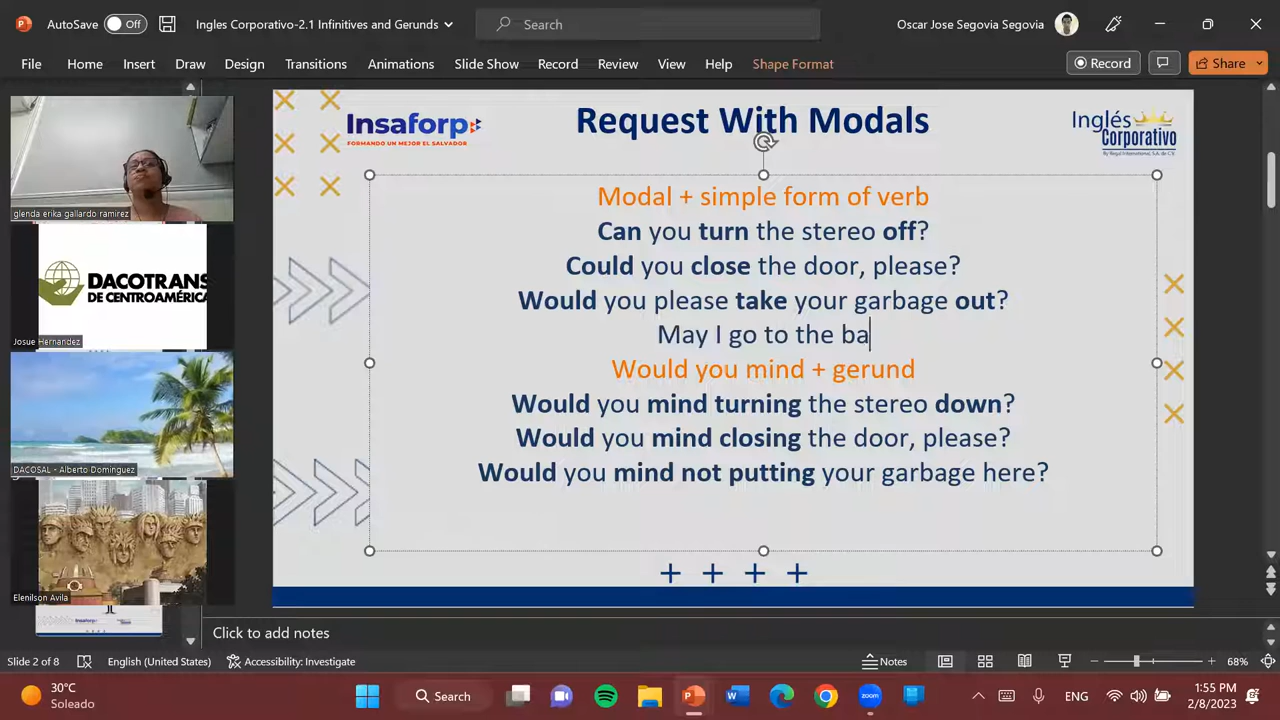 AutoSave Off Ingles Corporativo-2.1 Infinitives and Gerunds Search Oscar Jose Segovia Segovia
File Home Insert Draw Design Transitions Animations Slide Show Record Review View Help Shape Format Record Share
glenda erika gallardo ramirez
DACOTRANS
DE CENTROAMÉRICA
Josue Hernandez
DACOSAL - Alberto Dominguez
Elenilson Avila
Insaforp
FORMANDO UN MEJOR EL SALVADOR
Request With Modals
Inglés
Corporativo
By Regal International, S.A. de C.V.
Modal + simple form of verb
Can you turn the stereo off?
Could you close the door, please?
Would you please take your garbage out?
May I go to the ba
Would you mind + gerund
Would you mind turning the stereo down?
Would you mind closing the door, please?
Would you mind not putting your garbage here?
Click to add notes
Slide 2 of 8 English (United States) Accessibility: Investigate Notes 68%
30°C
Soleado
Search
zoom
ENG
1:55 PM
2/8/2023